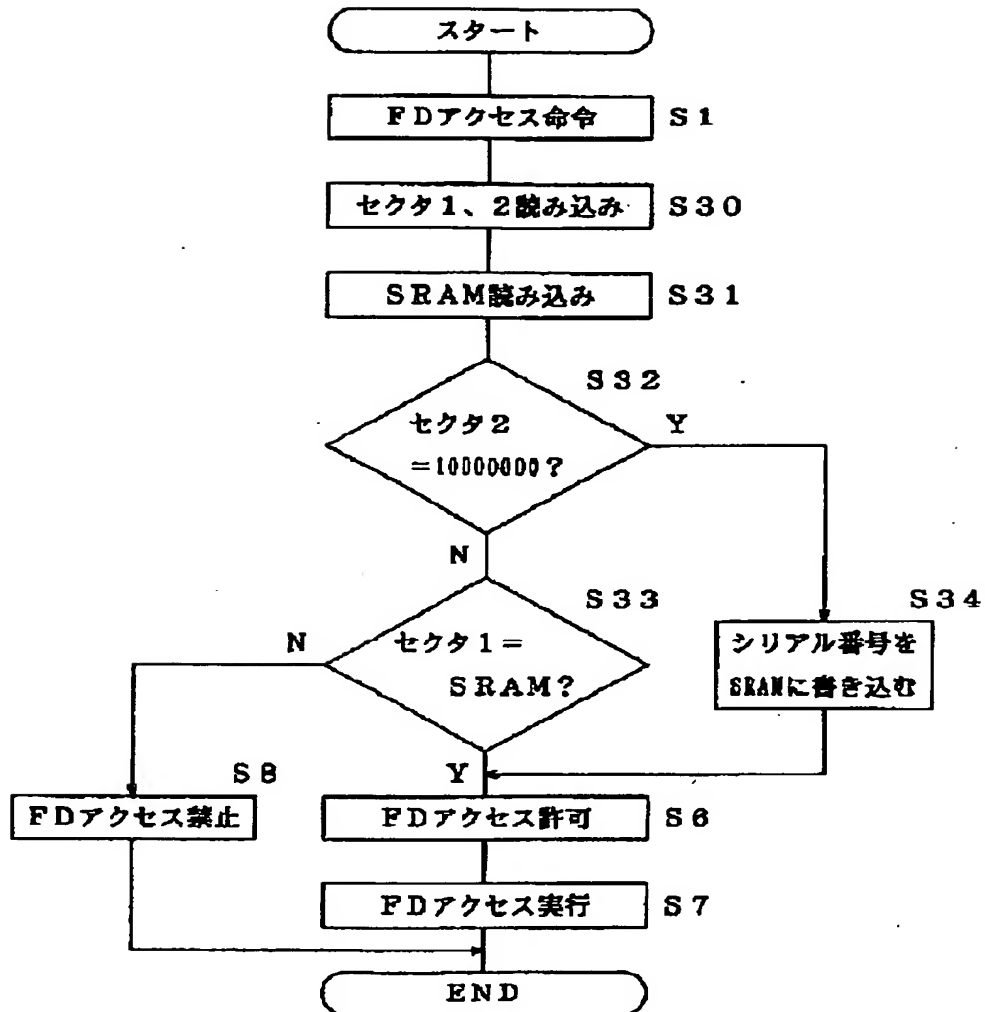 スタート
FDアクセス命令 S1
セクタ1、2読み込み S30
SRAM読み込み S31
S32
セクタ2
=10000000?
Y
N
S33
セクタ1=
SRAM?
N
Y
S34
シリアル番号を
SRAMに書き込む
S8
FDアクセス禁止
FDアクセス許可 S6
FDアクセス実行 S7
END